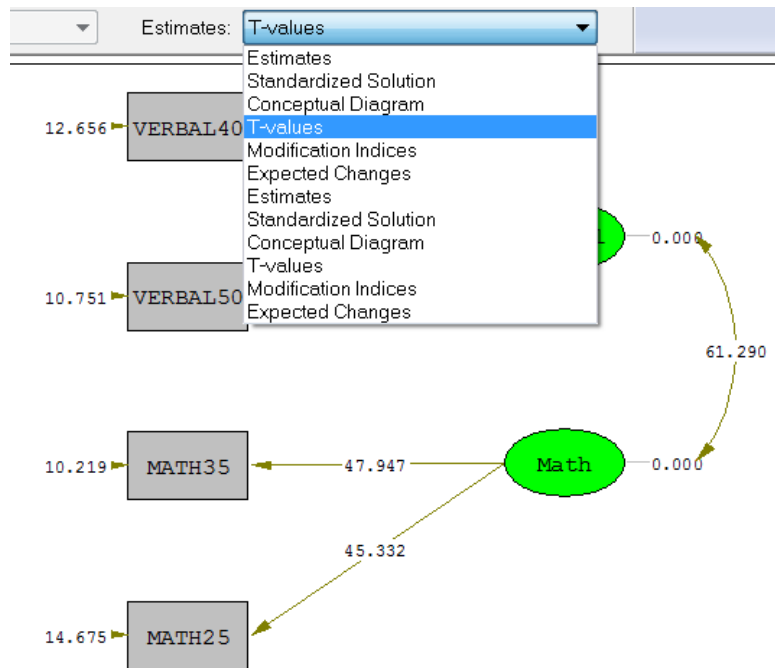 Estimates: T-values
Estimates
Standardized Solution
Conceptual Diagram
T-values
Modification Indices
Expected Changes
Estimates
Standardized Solution
Conceptual Diagram
T-values
Modification Indices
Expected Changes
12.656 VERBAL40
0.000
10.751 VERBAL50
61.290
10.219 MATH35 47.947 Math 0.000
45.332
14.675 MATH25